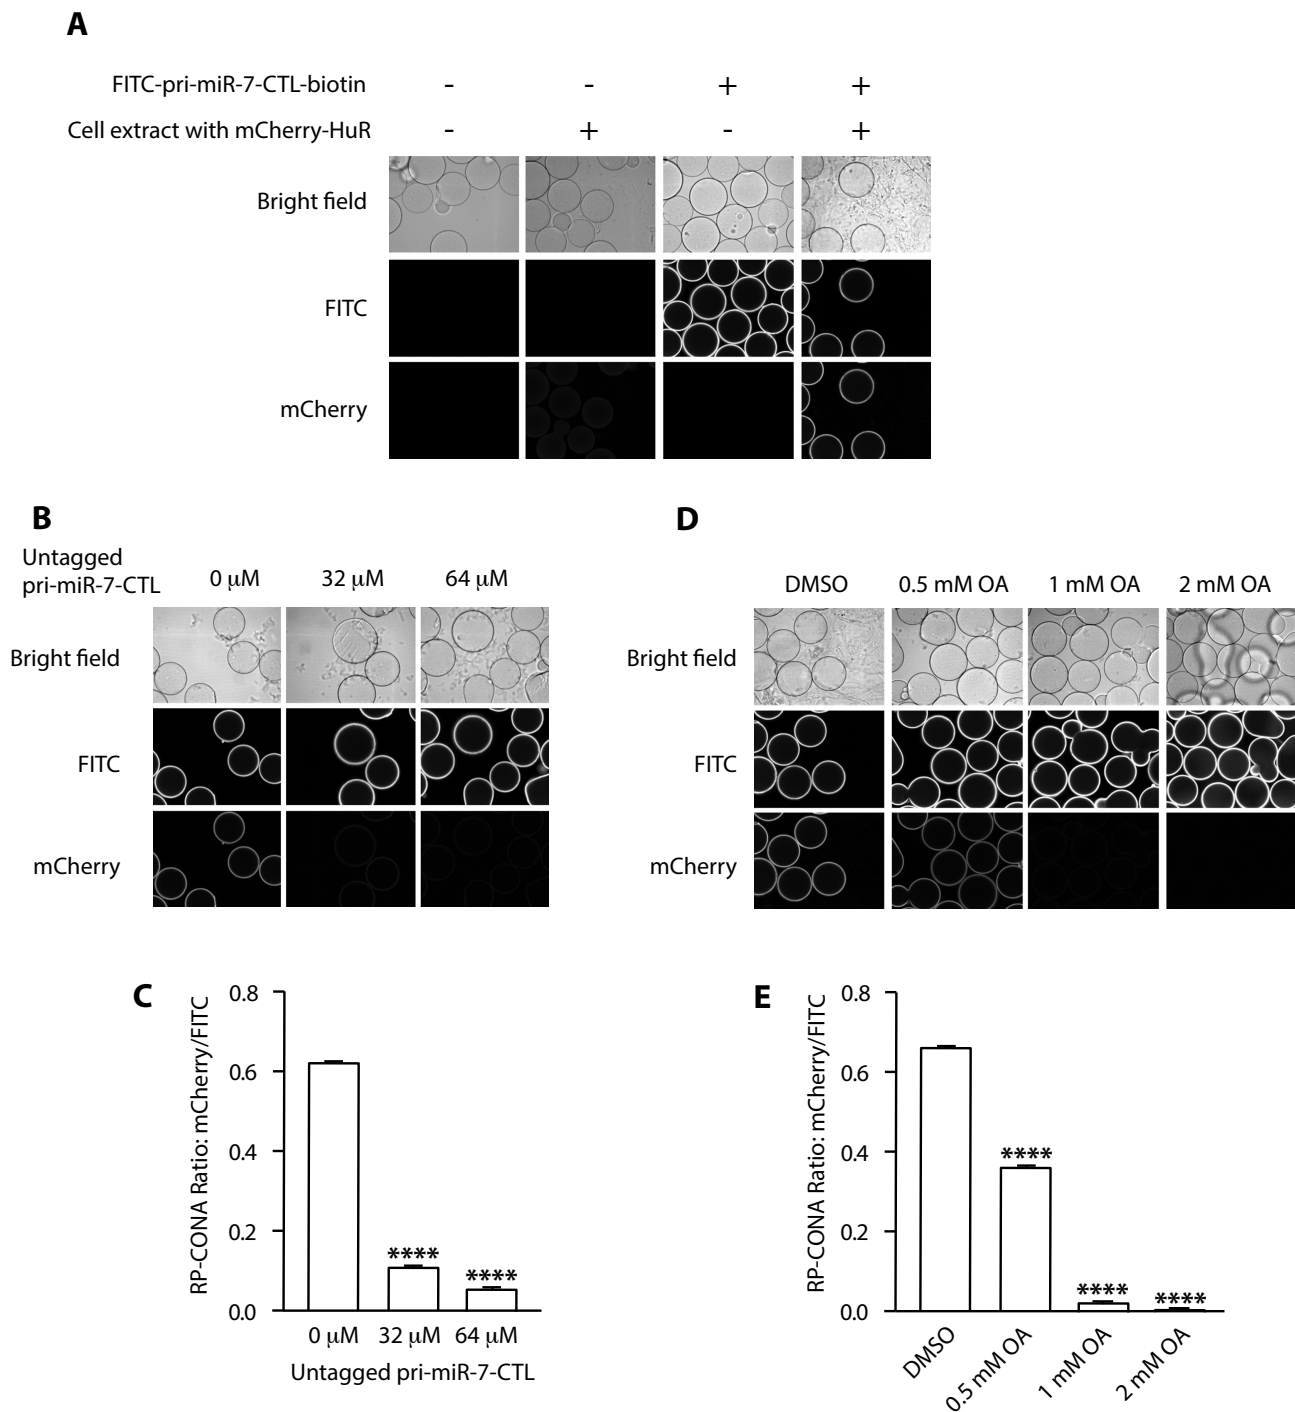 A
FITC-pri-miR-7-CTL-biotin - - + +
Cell extract with mCherry-HuR - + - +
Bright field
FITC
mCherry
B
Untagged
pri-miR-7-CTL 0 μM 32 μM 64 μM
Bright field
FITC
mCherry
D
DMSO 0.5 mM OA 1 mM OA 2 mM OA
Bright field
FITC
mCherry
C
RP-CONA Ratio: mCherry/FITC
0.8
0.6
0.4
0.2
0.0
****
****
0 μM 32 μM 64 μM
Untagged pri-miR-7-CTL
E
RP-CONA Ratio: mCherry/FITC
0.8
0.6
0.4
0.2
0.0
****
****
****
DMSO
0.5 mM OA
1 mM OA
2 mM OA